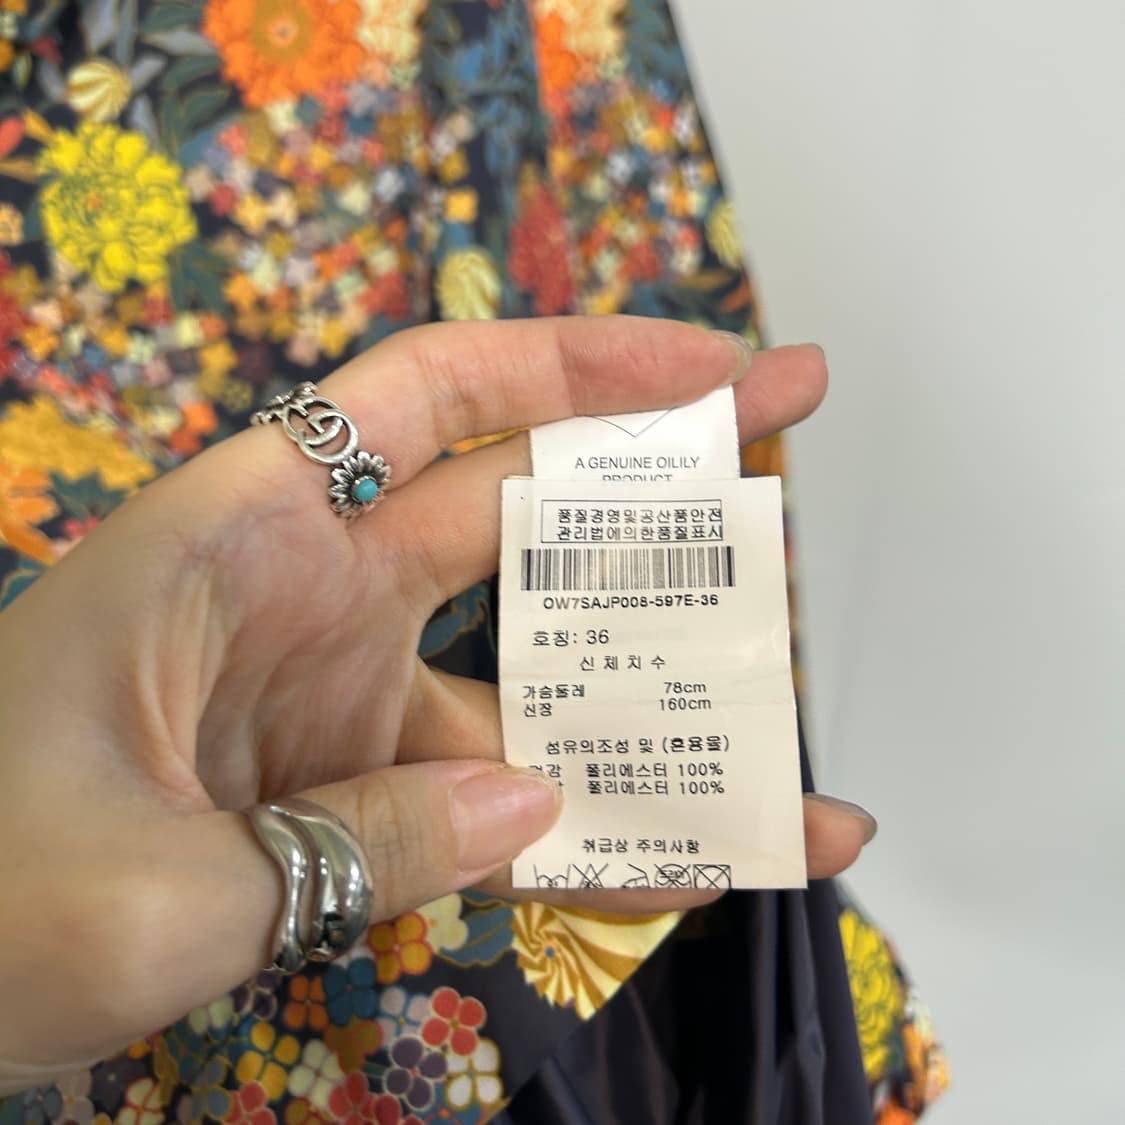 A GENUINE OILILY
PRODUCT
품질경영및공산품안전
관리법에의한품질표시
OW7SAJP008-597E-36
호칭: 36
신체치수
가슴둘레 78cm
신장 160cm
섬유의조성 및 (혼용율)
폴리에스터 100%
폴리에스터 100%
취급상 주의사항